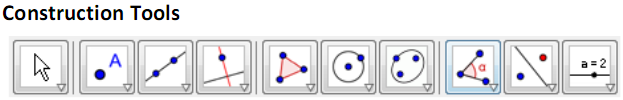 Construction Tools
A α a = 2